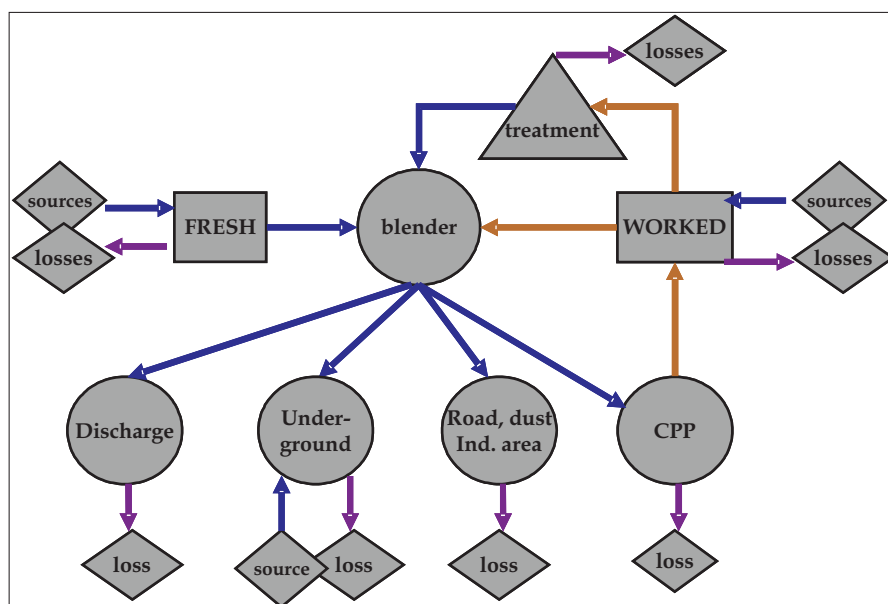 losses
treatment
sources
FRESH
losses
blender
WORKED
sources
losses
Discharge
Under-
ground
Road, dust
Ind. area
CPP
loss
source
loss
loss
loss